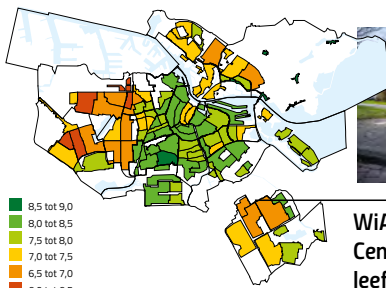 8,5 tot 9,0
8,0 tot 8,5
7,5 tot 8,0
7,0 tot 7,5
6,5 tot 7,0
WiA
Cen
leef